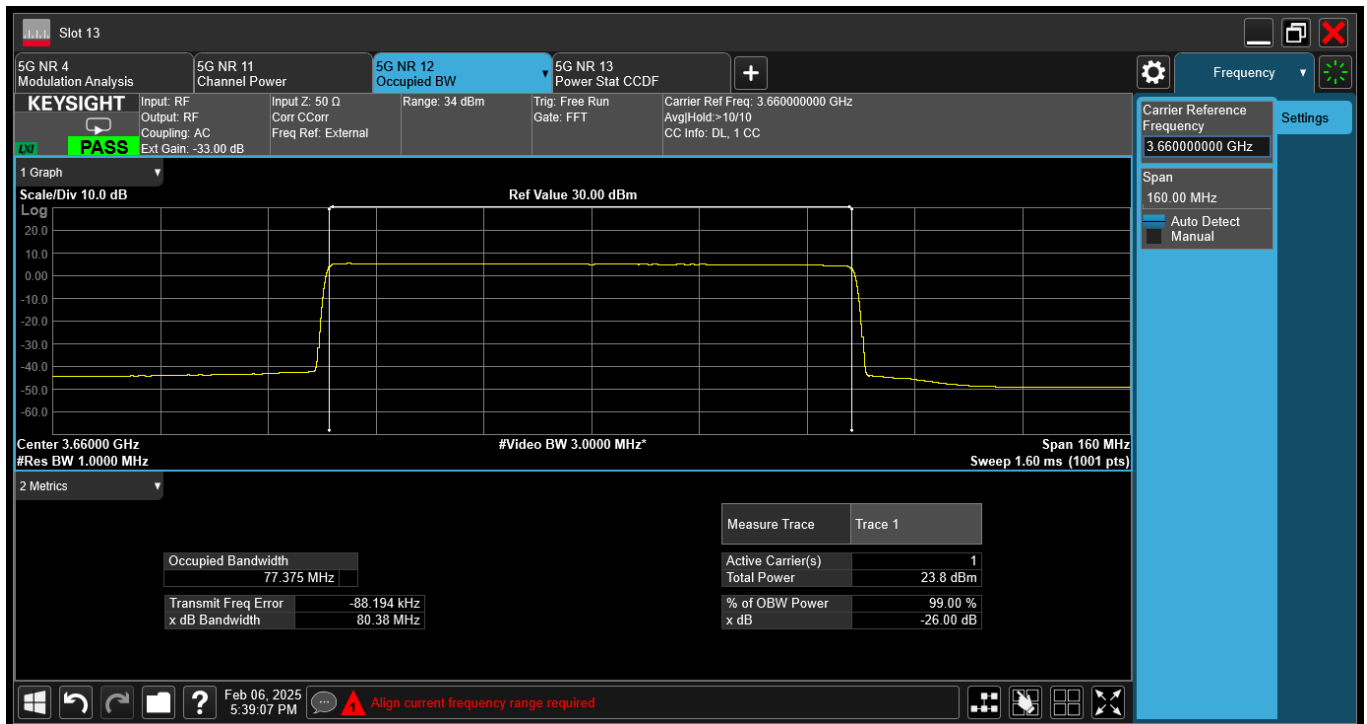 Slot 13
5G NR 4
Modulation Analysis
5G NR 11
Channel Power
5G NR 12
Occupied BW
5G NR 13
Power Stat CCDF
Frequency
KEYSIGHT
LXI
PASS
Input: RF
Output: RF
Coupling: AC
Ext Gain: -33.00 dB
Input Z: 50 Ω
Corr CCorr
Freq Ref: External
Range: 34 dBm
Trig: Free Run
Gate: FFT
Carrier Ref Freq: 3.660000000 GHz
Avg|Hold:>10/10
CC Info: DL, 1 CC
Carrier Reference
Frequency
3.660000000 GHz
Settings
Span
160.00 MHz
Auto Detect
Manual
1 Graph
Scale/Div 10.0 dB
Ref Value 30.00 dBm
Log
20.0
10.0
0.00
-10.0
-20.0
-30.0
-40.0
-50.0
-60.0
Center 3.66000 GHz
#Video BW 3.0000 MHz*
Span 160 MHz
#Res BW 1.0000 MHz
Sweep 1.60 ms (1001 pts)
2 Metrics
Measure Trace Trace 1
Occupied Bandwidth
77.375 MHz
Transmit Freq Error -88.194 kHz
x dB Bandwidth 80.38 MHz
Active Carrier(s) 1
Total Power 23.8 dBm
% of OBW Power 99.00 %
x dB -26.00 dB
?
Feb 06, 2025
5:39:07 PM
1
Align current frequency range required